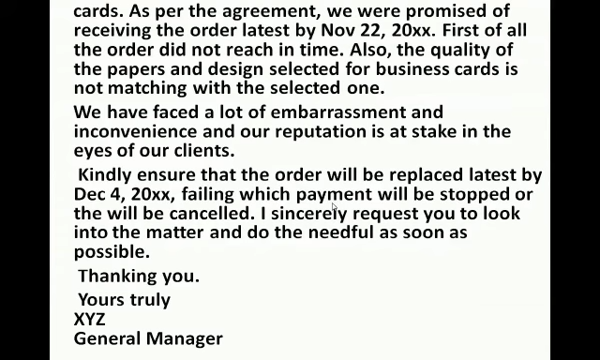 cards. As per the agreement, we were promised of
receiving the order latest by Nov 22, 20xx. First of all
the order did not reach in time. Also, the quality of
the papers and design selected for business cards is
not matching with the selected one.
We have faced a lot of embarrassment and
inconvenience and our reputation is at stake in the
eyes of our clients.
Kindly ensure that the order will be replaced latest by
Dec 4, 20xx, failing which payment will be stopped or
the will be cancelled. I sincerely request you to look
into the matter and do the needful as soon as
possible.
Thanking you.
Yours truly
XYZ
General Manager